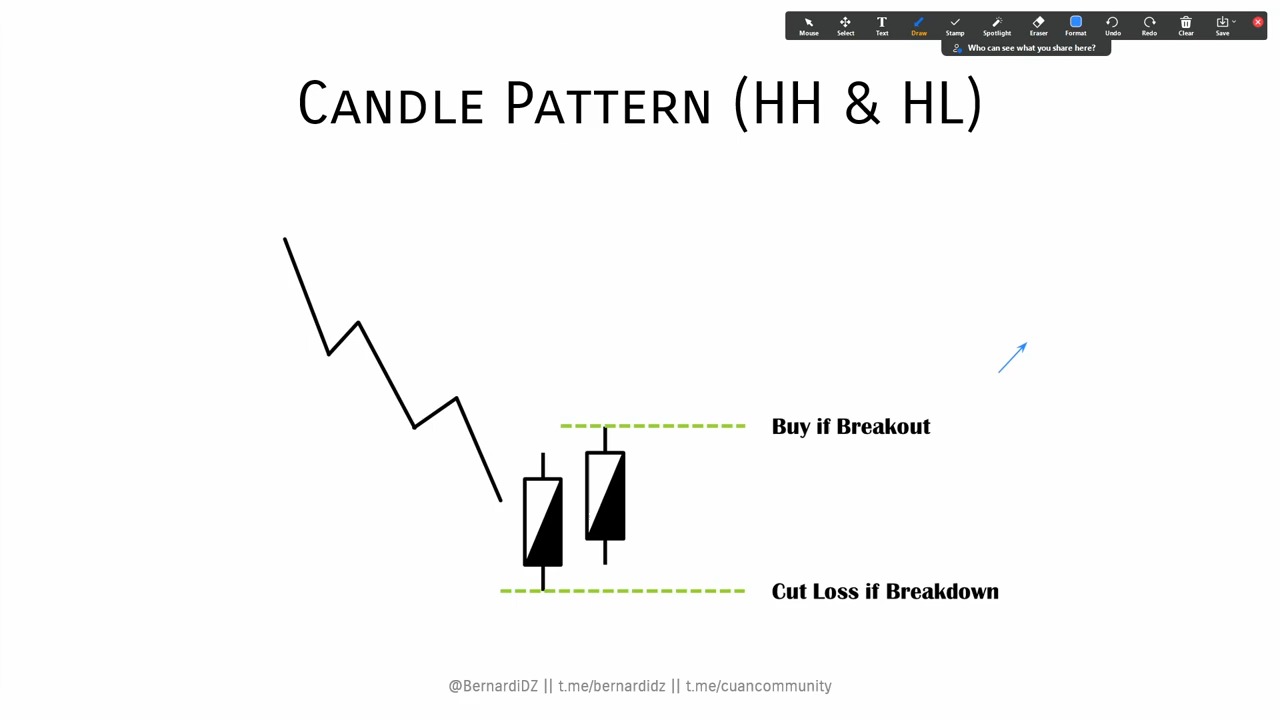 Mouse Select Text Draw Stamp Spotlight Eraser Format Undo Redo Clear Save
Who can see what you share here?
CANDLE PATTERN (HH & HL)
Buy if Breakout
Cut Loss if Breakdown
@BernardiDZ || t.me/bernardidz || t.me/cuancommunity